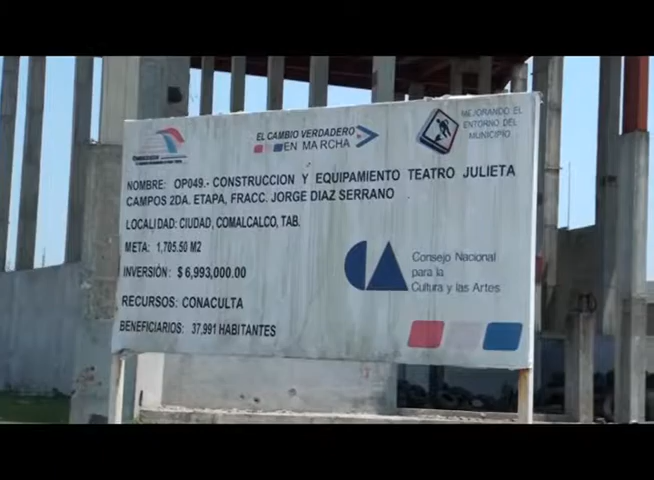 EL CAMBIO VERDADERO
EN MARCHA
MEJORANDO EL
ENTORNO DEL
MUNICIPIO
NOMBRE: OP049.- CONSTRUCCION Y EQUIPAMIENTO TEATRO JULIETA
CAMPOS 2DA. ETAPA, FRACC. JORGE DIAZ SERRANO
LOCALIDAD: CIUDAD, COMALCALCO, TAB.
META: 1,705.50 M2
INVERSIÓN: $6,993,000.00
RECURSOS: CONACULTA
BENEFICIARIOS: 37,991 HABITANTES
CA
Consejo Nacional
para la
Cultura y las Artes